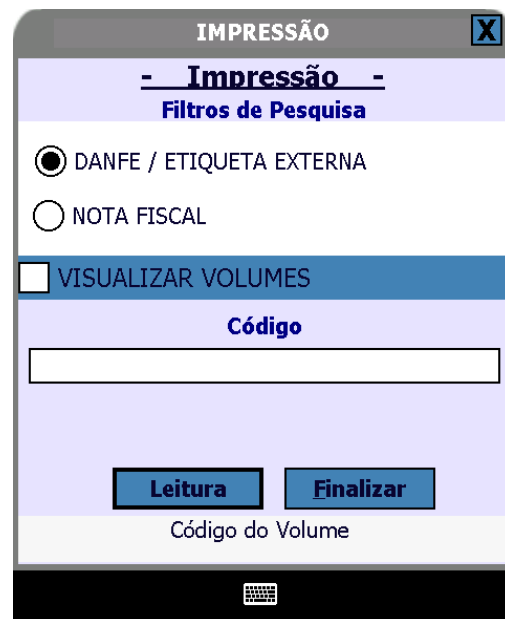 IMPRESSÃO X
- Impressão -
Filtros de Pesquisa
DANFE / ETIQUETA EXTERNA
NOTA FISCAL
VISUALIZAR VOLUMES
Código
Leitura Finalizar
Código do Volume